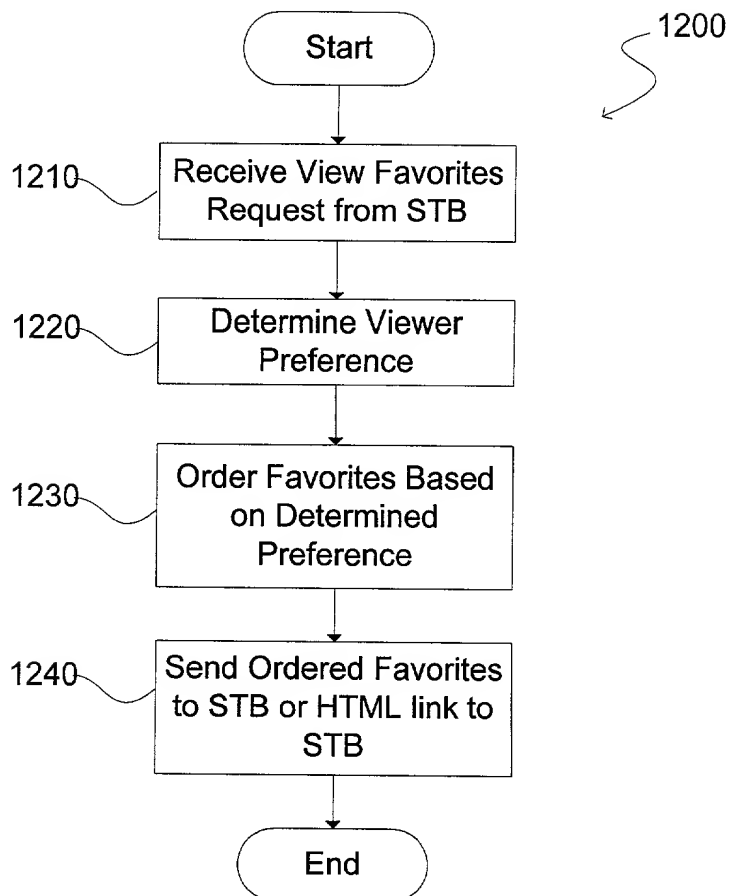 Start
1200
1210
Receive View Favorites
Request from STB
1220
Determine Viewer
Preference
1230
Order Favorites Based
on Determined
Preference
1240
Send Ordered Favorites
to STB or HTML link to
STB
End